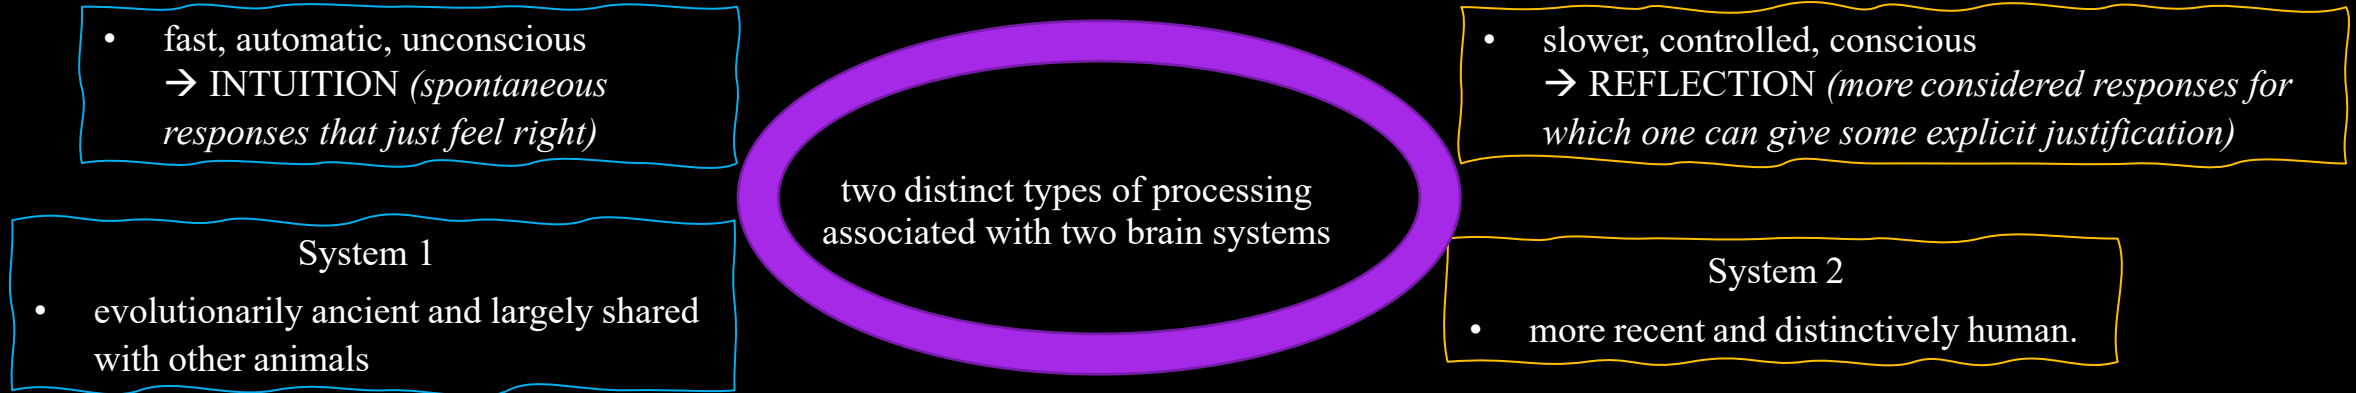 • fast, automatic, unconscious
→ INTUITION (spontaneous
responses that just feel right)
System 1
• evolutionarily ancient and largely shared
with other animals
two distinct types of processing
associated with two brain systems
• slower, controlled, conscious
→ REFLECTION (more considered responses for
which one can give some explicit justification)
System 2
• more recent and distinctively human.